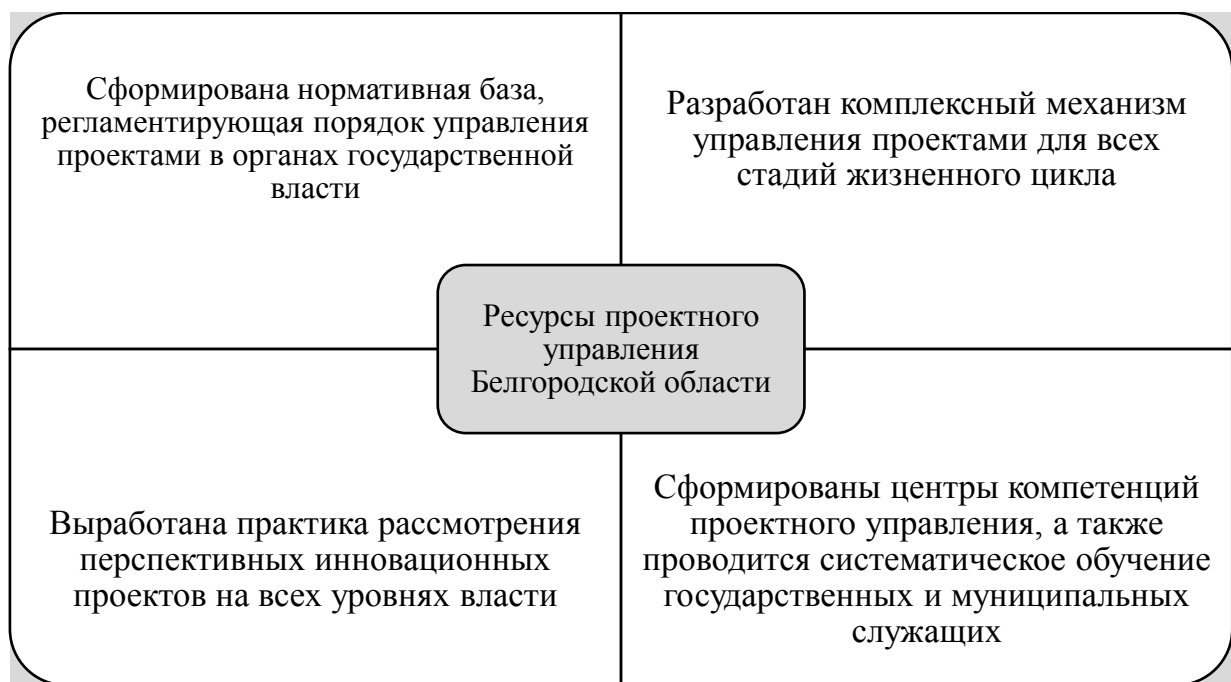 Сформирована нормативная база,
регламентирующая порядок управления
проектами в органах государственной
власти
Разработан комплексный механизм
управления проектами для всех
стадий жизненного цикла
Ресурсы проектного
управления
Белгородской области
Выработана практика рассмотрения
перспективных инновационных
проектов на всех уровнях власти
Сформированы центры компетенций
проектного управления, а также
проводится систематическое обучение
государственных и муниципальных
служащих